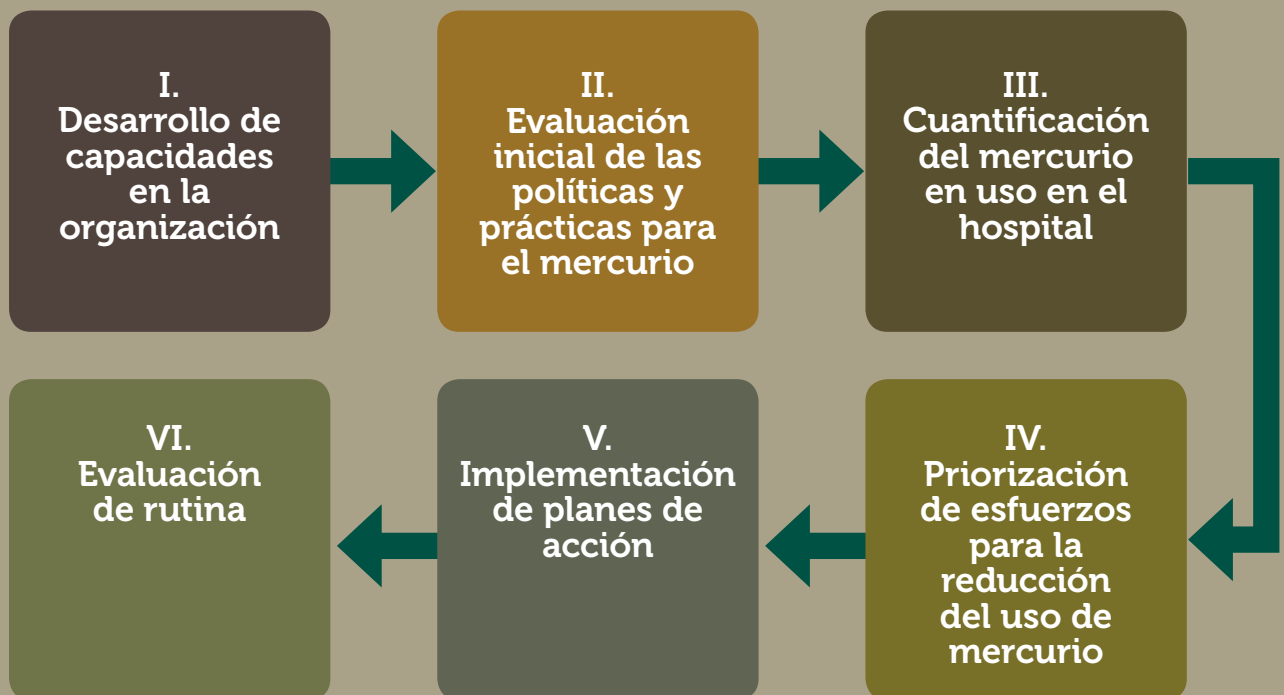 I.
Desarrollo de
capacidades
en la
organización
II.
Evaluación
inicial de las
políticas y
prácticas para
el mercurio
III.
Cuantificación
del mercurio
en uso en el
hospital
IV.
Priorización
de esfuerzos
para la
reducción
del uso de
mercurio
V.
Implementación
de planes de
acción
VI.
Evaluación
de rutina